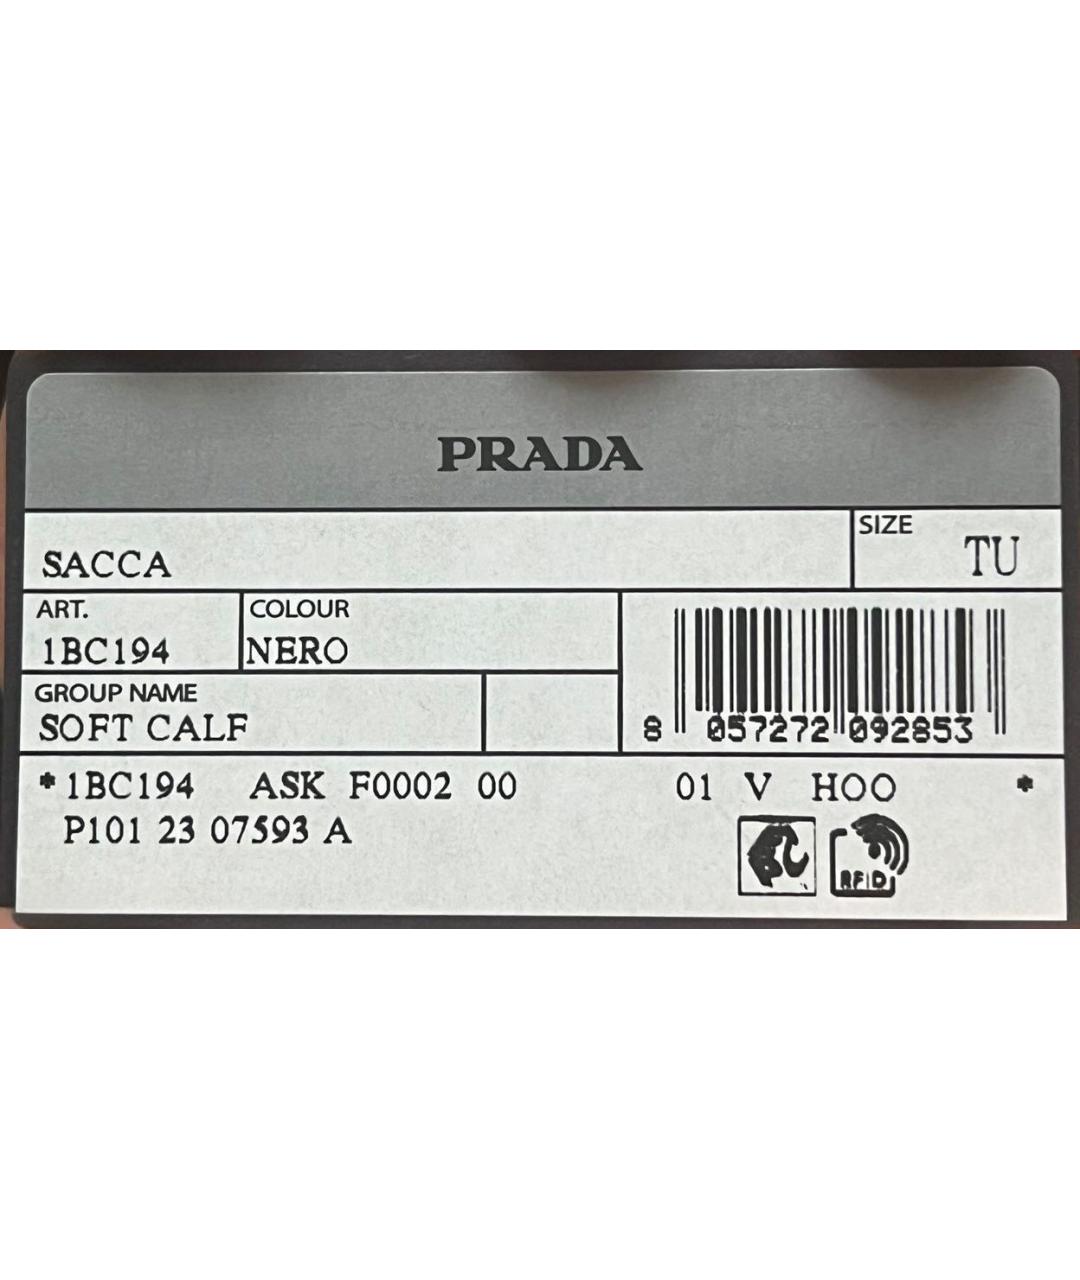 PRADA
SACCA
SIZE
TU
ART.
1BC194
COLOUR
NERO
GROUP NAME
SOFT CALF
8 057272 092853
*1BC194 ASK F0002 00 01 V HOO *
P101 23 07593 A
RFID